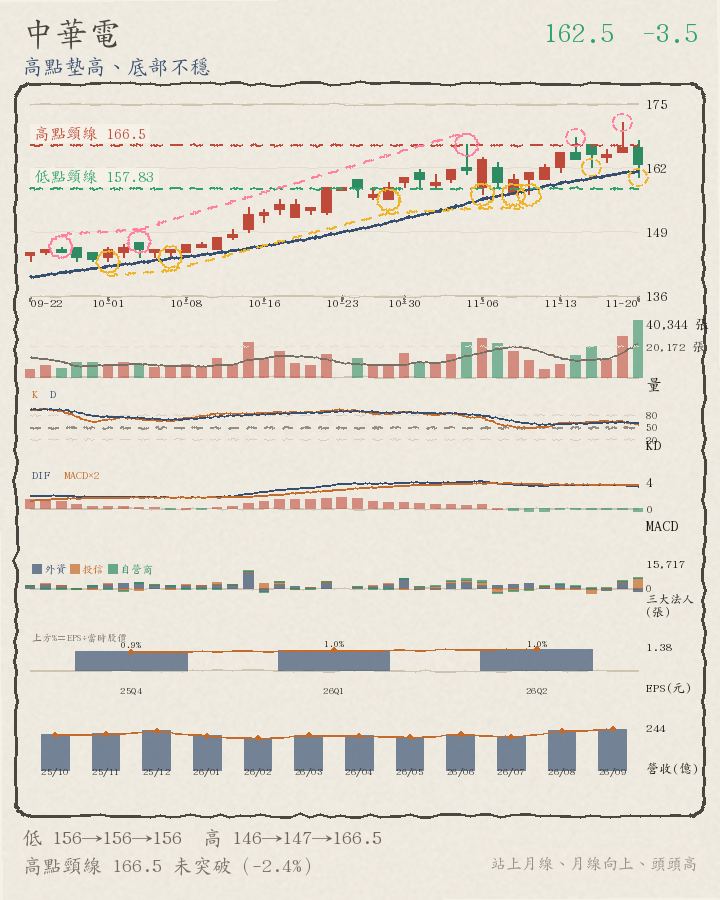 中華電
162.5 -3.5
高點墊高、底部不穩
175
高點頸線 166.5
162
低點頸線 157.83
149
136
09-22 10-01 10-08 10-16 10-23 10-30 11-06 11-13 11-20
40,344 張
20,172 張
量
K D
80
50
20
KD
DIF MACD×2
4
0
MACD
外資 投信 自營商
15,717
0
三大法人
(張)
上方%=EPS÷當時股價
0.9% 1.0% 1.0%
1.38
25Q4 26Q1 26Q2
EPS(元)
244
25/10 25/11 25/12 26/01 26/02 26/03 26/04 26/05 26/06 26/07 26/08 26/09
營收(億)
低 156→156→156 高 146→147→166.5
高點頸線 166.5 未突破 (-2.4%)
站上月線、月線向上、頭頭高